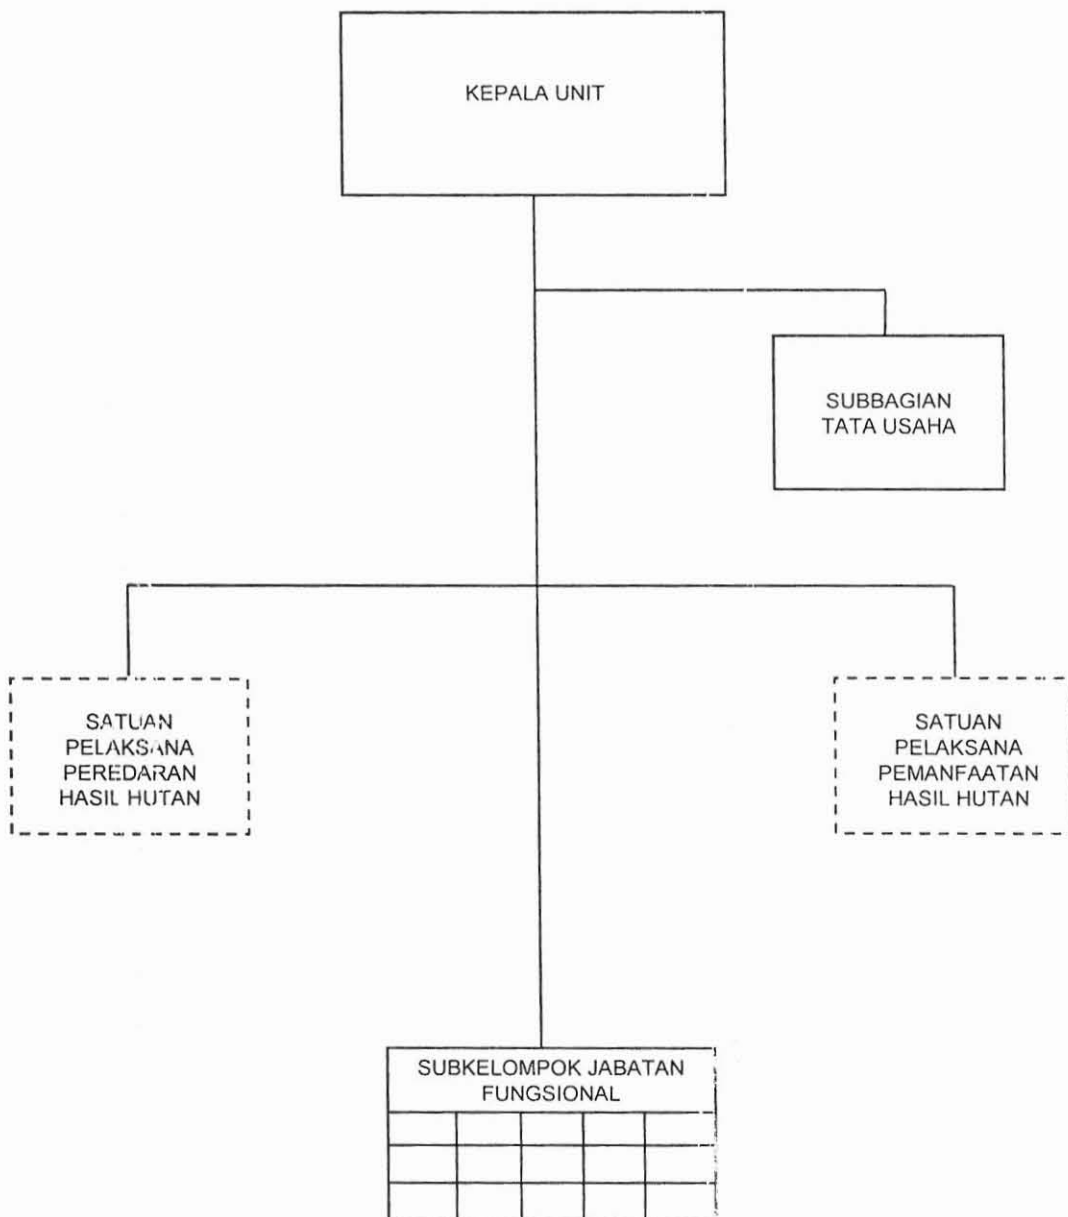 KEPALA UNIT
SUBBAGIAN
TATA USAHA
SATUAN
PELAKSANA
PEREDARAN
HASIL HUTAN
SATUAN
PELAKSANA
PEMANFAATAN
HASIL HUTAN
SUBKELOMPOK JABATAN
FUNGSIONAL